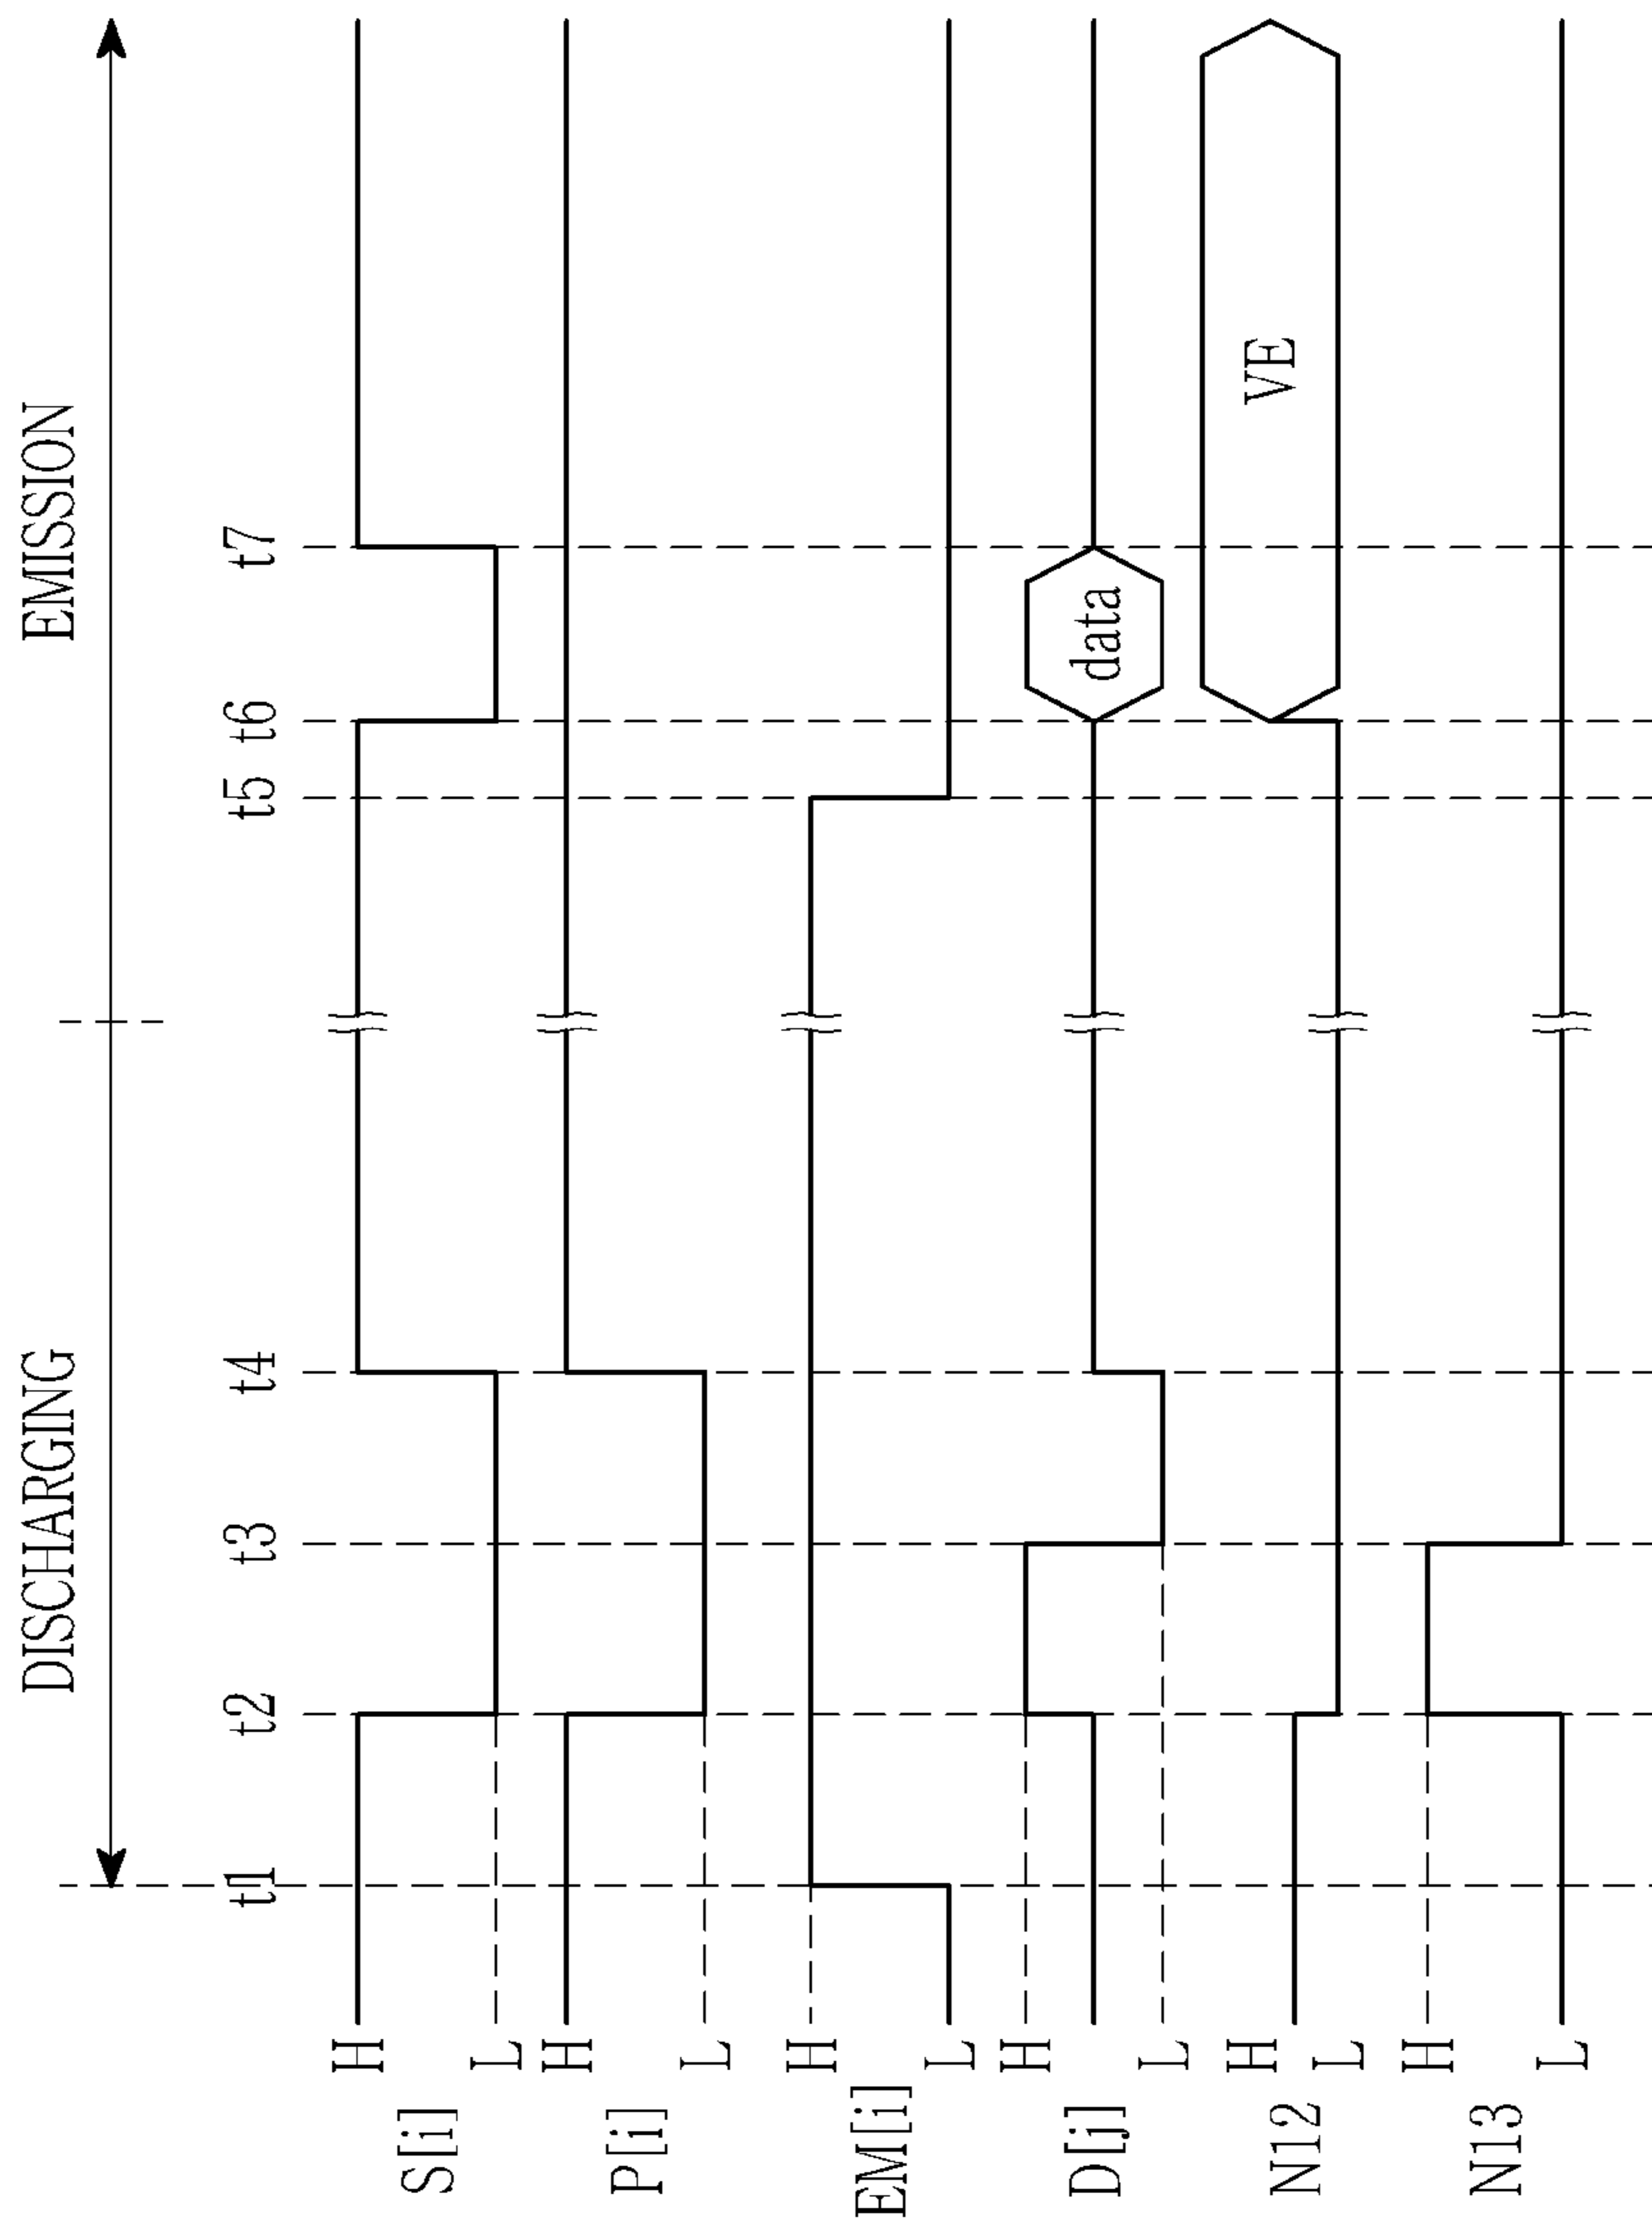 DISCHARGING
EMISSION
t1
t2
t3
t4
t5
t6
t7
S[i]
H
L
P[i]
H
L
EM[i]
H
L
D[j]
H
L
data
N12
H
L
VE
N13
H
L